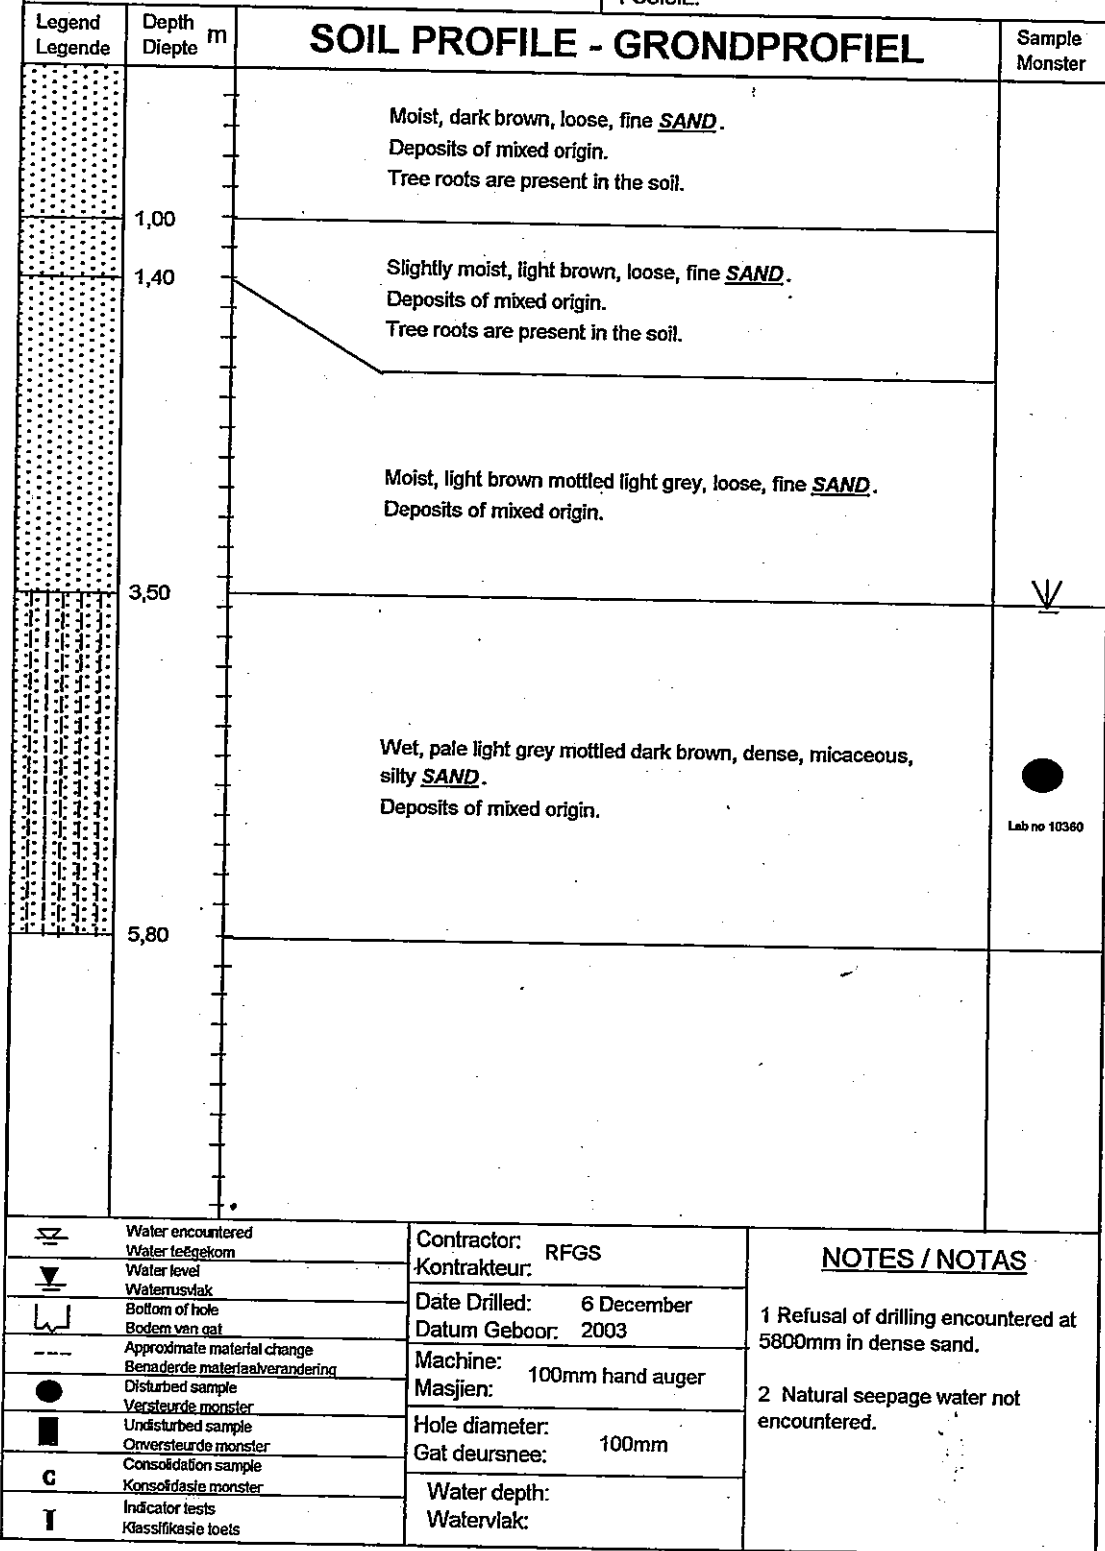 Legend
Legende
Depth
Diepte m
SOIL PROFILE - GRONDPROFIEL
Sample
Monster
Moist, dark brown, loose, fine SAND.
Deposits of mixed origin.
Tree roots are present in the soil.
1,00
1,40
Slightly moist, light brown, loose, fine SAND.
Deposits of mixed origin.
Tree roots are present in the soil.
Moist, light brown mottled light grey, loose, fine SAND.
Deposits of mixed origin.
3,50
Wet, pale light grey mottled dark brown, dense, micaceous,
silty SAND.
Deposits of mixed origin.
Lab no 10360
5,80
Water encountered
Water teëgekom
Water level
Waterrusvlak
Bottom of hole
Bodem van gat
Approximate material change
Benaderde materiaalverandering
Disturbed sample
Versteurde monster
Undisturbed sample
Onversteurde monster
C
Consolidation sample
Konsolidasie monster
I
Indicator tests
Klassifikasie toets
Contractor:
Kontrakteur:
RFGS
Date Drilled: 6 December
Datum Geboor: 2003
Machine:
Masjien:
100mm hand auger
Hole diameter:
Gat deursnee:
100mm
Water depth:
Watervlak:
NOTES / NOTAS
1 Refusal of drilling encountered at
5800mm in dense sand.
2 Natural seepage water not
encountered.